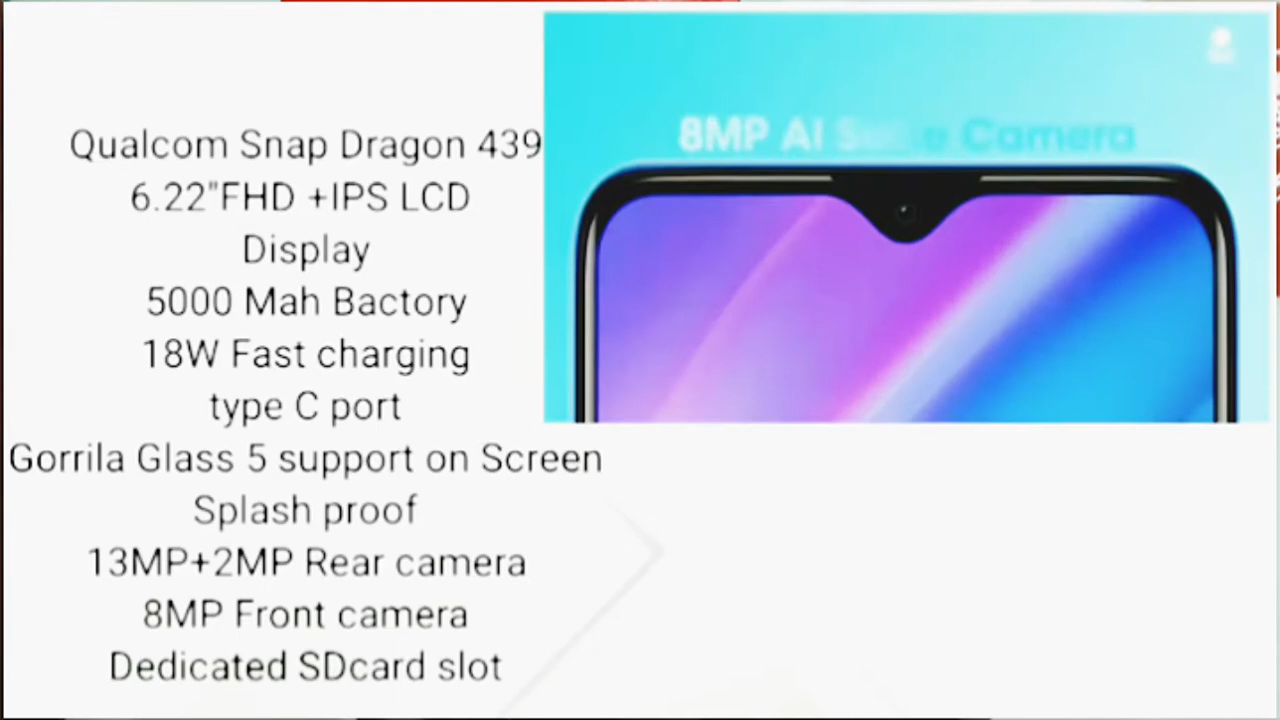 Qualcom Snap Dragon 439
6.22"FHD +IPS LCD
Display
5000 Mah Bactory
18W Fast charging
type C port
Gorrila Glass 5 support on Screen
Splash proof
13MP+2MP Rear camera
8MP Front camera
Dedicated SDcard slot
8MP AI Camera